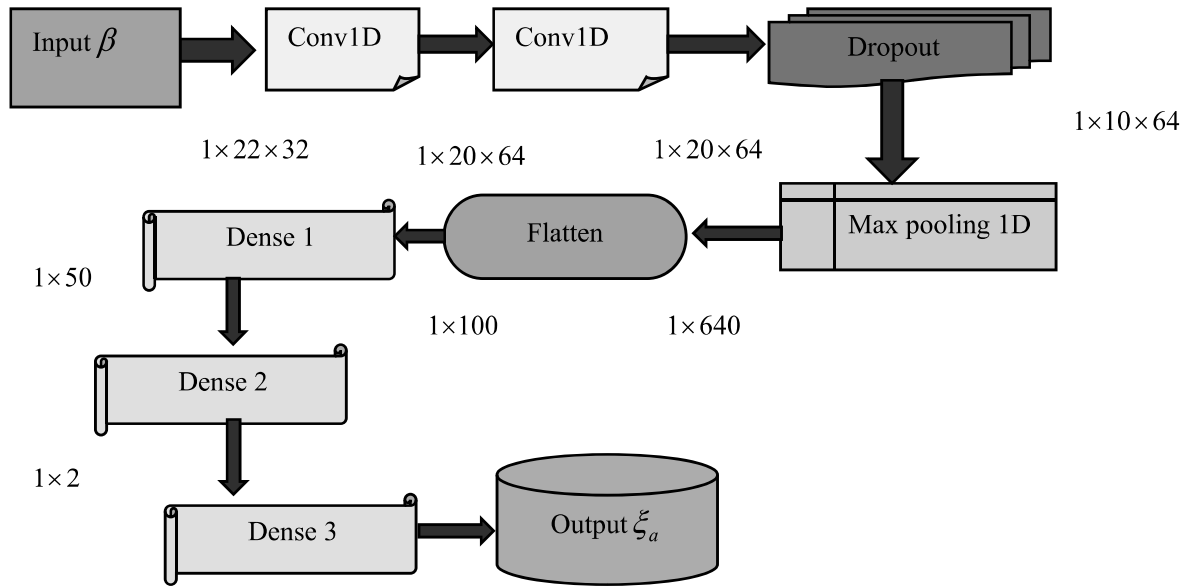 Input β
Conv1D
Conv1D
Dropout
1×22×32
1×20×64
1×20×64
1×10×64
Max pooling 1D
Flatten
Dense 1
1×640
1×100
1×50
Dense 2
1×2
Dense 3
Output ξₐ